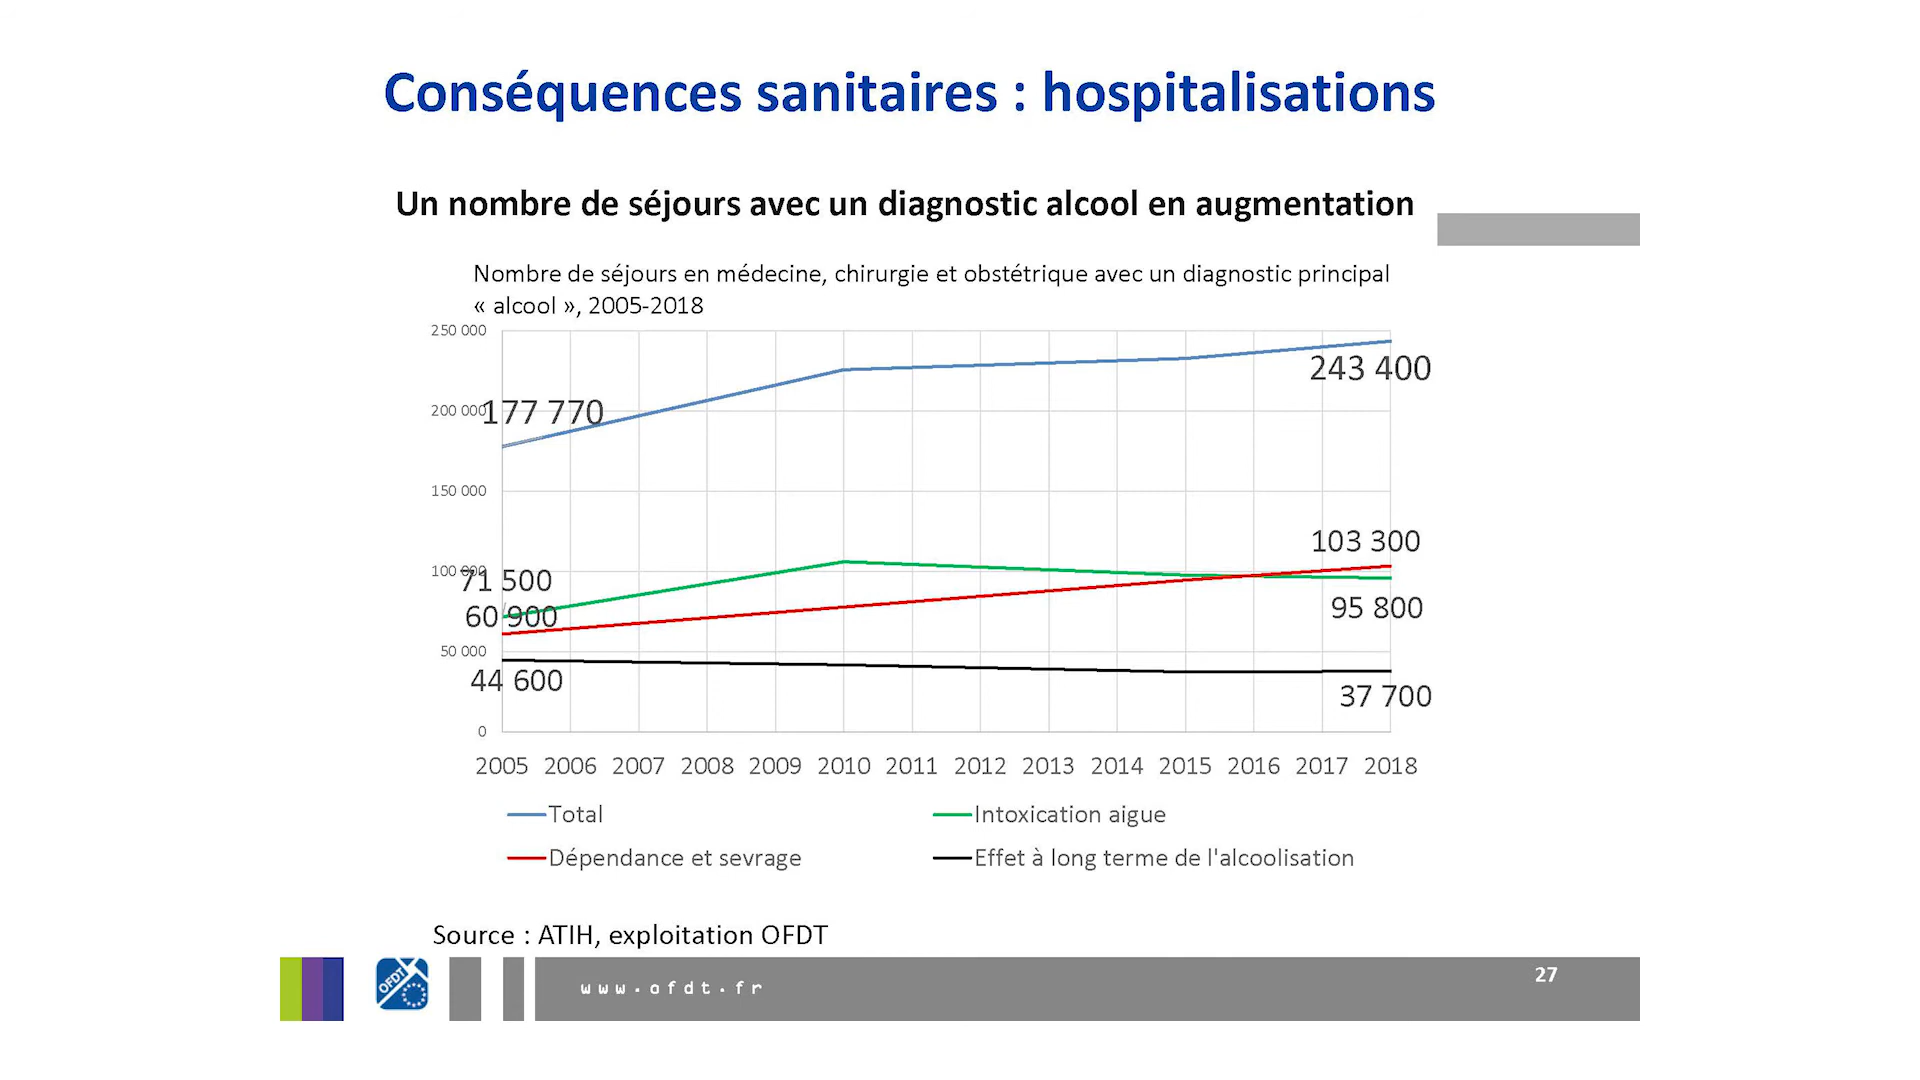 Conséquences sanitaires : hospitalisations
Un nombre de séjours avec un diagnostic alcool en augmentation
Nombre de séjours en médecine, chirurgie et obstétrique avec un diagnostic principal
« alcool », 2005-2018
250 000
243 400
200 000
177 770
150 000
103 300
100 000
71 500
95 800
60 900
50 000
44 600
37 700
0
2005 2006 2007 2008 2009 2010 2011 2012 2013 2014 2015 2016 2017 2018
Total
Intoxication aigue
Dépendance et sevrage
Effet à long terme de l'alcoolisation
Source : ATIH, exploitation OFDT
OFDT
www.ofdt.fr
27